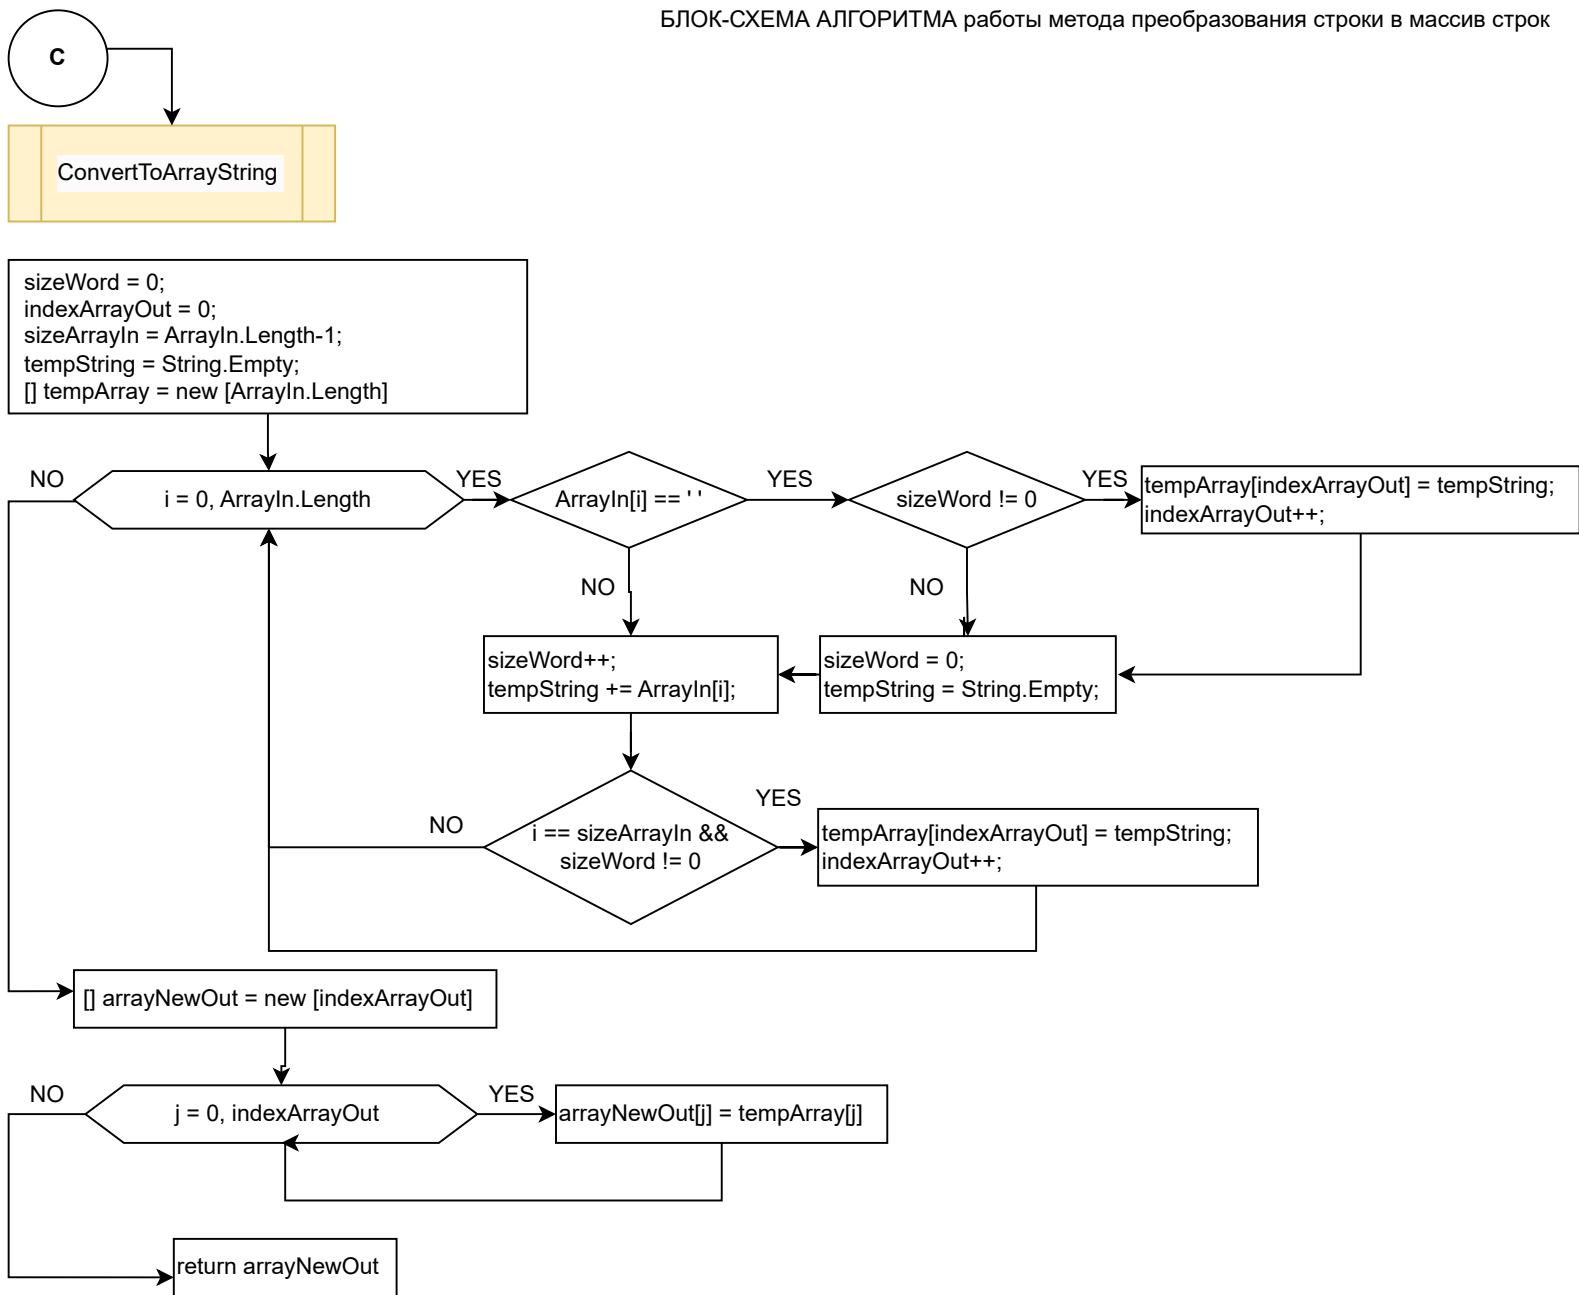 БЛОК-СХЕМА АЛГОРИТМА работы метода преобразования строки в массив строк
C
ConvertToArrayString
sizeWord = 0;
indexArrayOut = 0;
sizeArrayIn = ArrayIn.Length-1;
tempString = String.Empty;
[] tempArray = new [ArrayIn.Length]
NO
i = 0, ArrayIn.Length
YES
ArrayIn[i] == ' '
YES
sizeWord != 0
YES
tempArray[indexArrayOut] = tempString;
indexArrayOut++;
NO
NO
sizeWord++;
tempString += ArrayIn[i];
sizeWord = 0;
tempString = String.Empty;
NO
i == sizeArrayIn &&
sizeWord != 0
YES
tempArray[indexArrayOut] = tempString;
indexArrayOut++;
[] arrayNewOut = new [indexArrayOut]
NO
j = 0, indexArrayOut
YES
arrayNewOut[j] = tempArray[j]
return arrayNewOut